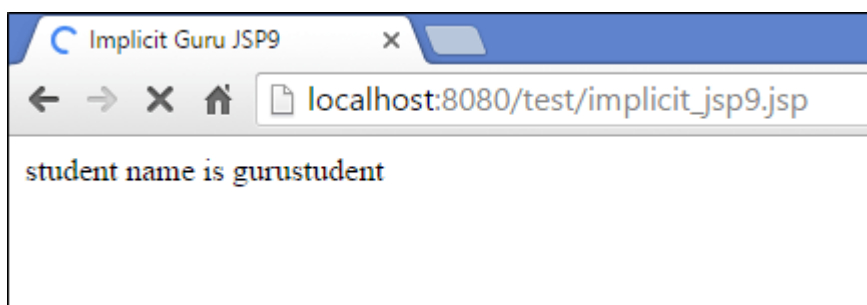 Implicit Guru JSP9
localhost:8080/test/implicit_jsp9.jsp
student name is gurustudent